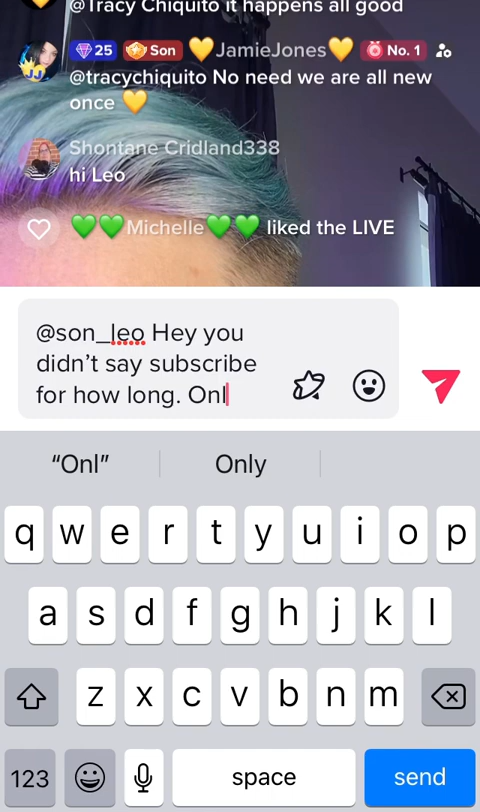 @Tracy Chiquito it happens all good
25 Son 💛JamieJones💛 No. 1
@tracychiquito No need we are all new
once 💛
Shontane Cridland338
hi Leo
💚💚Michelle💚💚 liked the LIVE
@son_leo Hey you
didn't say subscribe
for how long. Onl
“Onl” Only
q w e r t y u i o p
a s d f g h j k l
z x c v b n m
123 space send